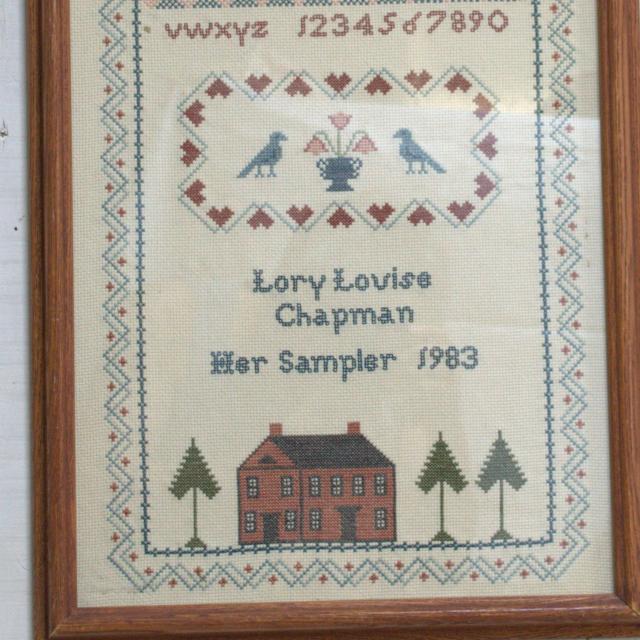 vwxyz 1234567890
Lory Louise
Chapman
Her Sampler 1983